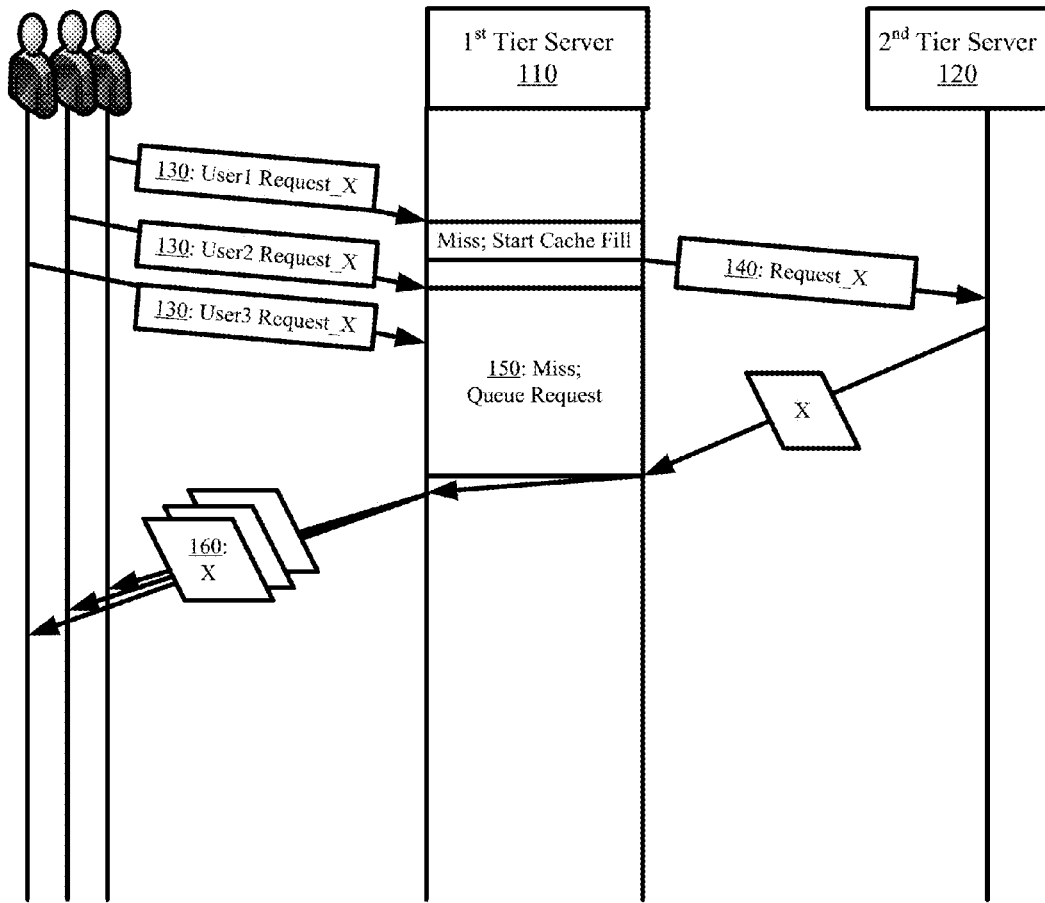 1st Tier Server
110
2nd Tier Server
120
130: User1 Request_X
Miss; Start Cache Fill
130: User2 Request_X
140: Request_X
130: User3 Request_X
150: Miss;
Queue Request
X
160:
X